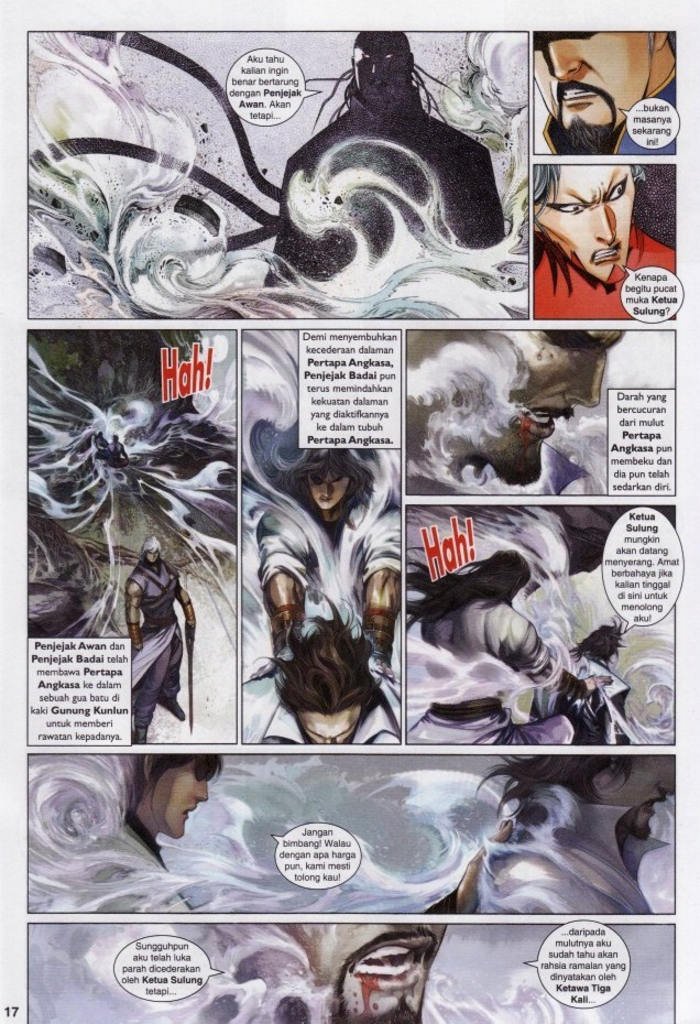 Aku tahu
kalian ingin
benar bertarung
dengan Penjejak
Awan. Akan
tetapi...
...bukan
masanya
sekarang
ini!
Kenapa
begitu pucat
muka Ketua
Sulung?
Hah!
Penjejak Awan dan
Penjejak Badai telah
membawa Pertapa
Angkasa ke dalam
sebuah gua batu di
kaki Gunung Kunlun
untuk memberi
rawatan kepadanya.
Demi menyembuhkan
kecederaan dalaman
Pertapa Angkasa,
Penjejak Badai pun
terus memindahkan
kekuatan dalaman
yang diaktifkannya
ke dalam tubuh
Pertapa Angkasa.
Darah yang
bercucuran
dari mulut
Pertapa
Angkasa pun
membeku dan
dia pun telah
sedarkan diri.
Hah!
Ketua
Sulung
mungkin
akan datang
menyerang. Amat
berbahaya jika
kalian tinggal
di sini untuk
menolong
aku!
Jangan
bimbang! Walau
dengan apa harga
pun, kami mesti
tolong kau!
Sungguhpun
aku telah luka
parah dicederakan
oleh Ketua Sulung
tetapi...
...daripada
mulutnya aku
sudah tahu akan
rahsia ramalan yang
dinyatakan oleh
Ketawa Tiga
Kali...
17